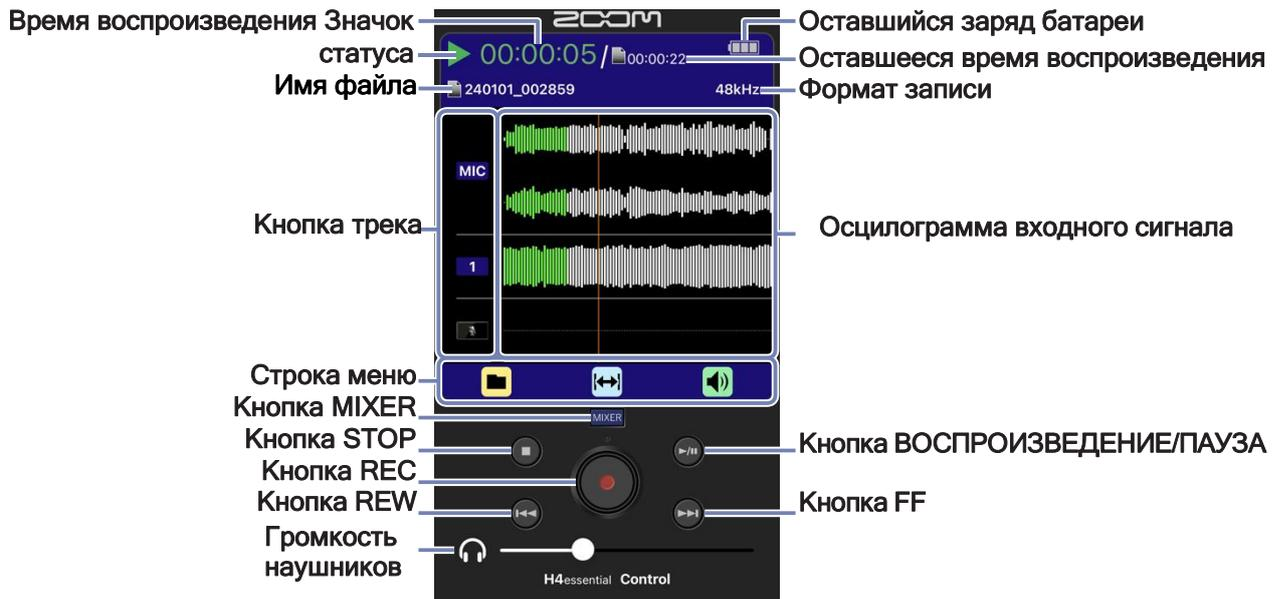 Время воспроизведения Значок
статуса
Имя файла
ZOOM
00:00:05 / 00:00:22
240101_002859
48kHz
Оставшийся заряд батареи
Оставшееся время воспроизведения
Формат записи
MIC
Кнопка трека
Осцилограмма входного сигнала
1
Строка меню
Кнопка MIXER
MIXER
Кнопка STOP
Кнопка ВОСПРОИЗВЕДЕНИЕ/ПАУЗА
Кнопка REC
Кнопка REW
Кнопка FF
Громкость
наушников
H4essential Control